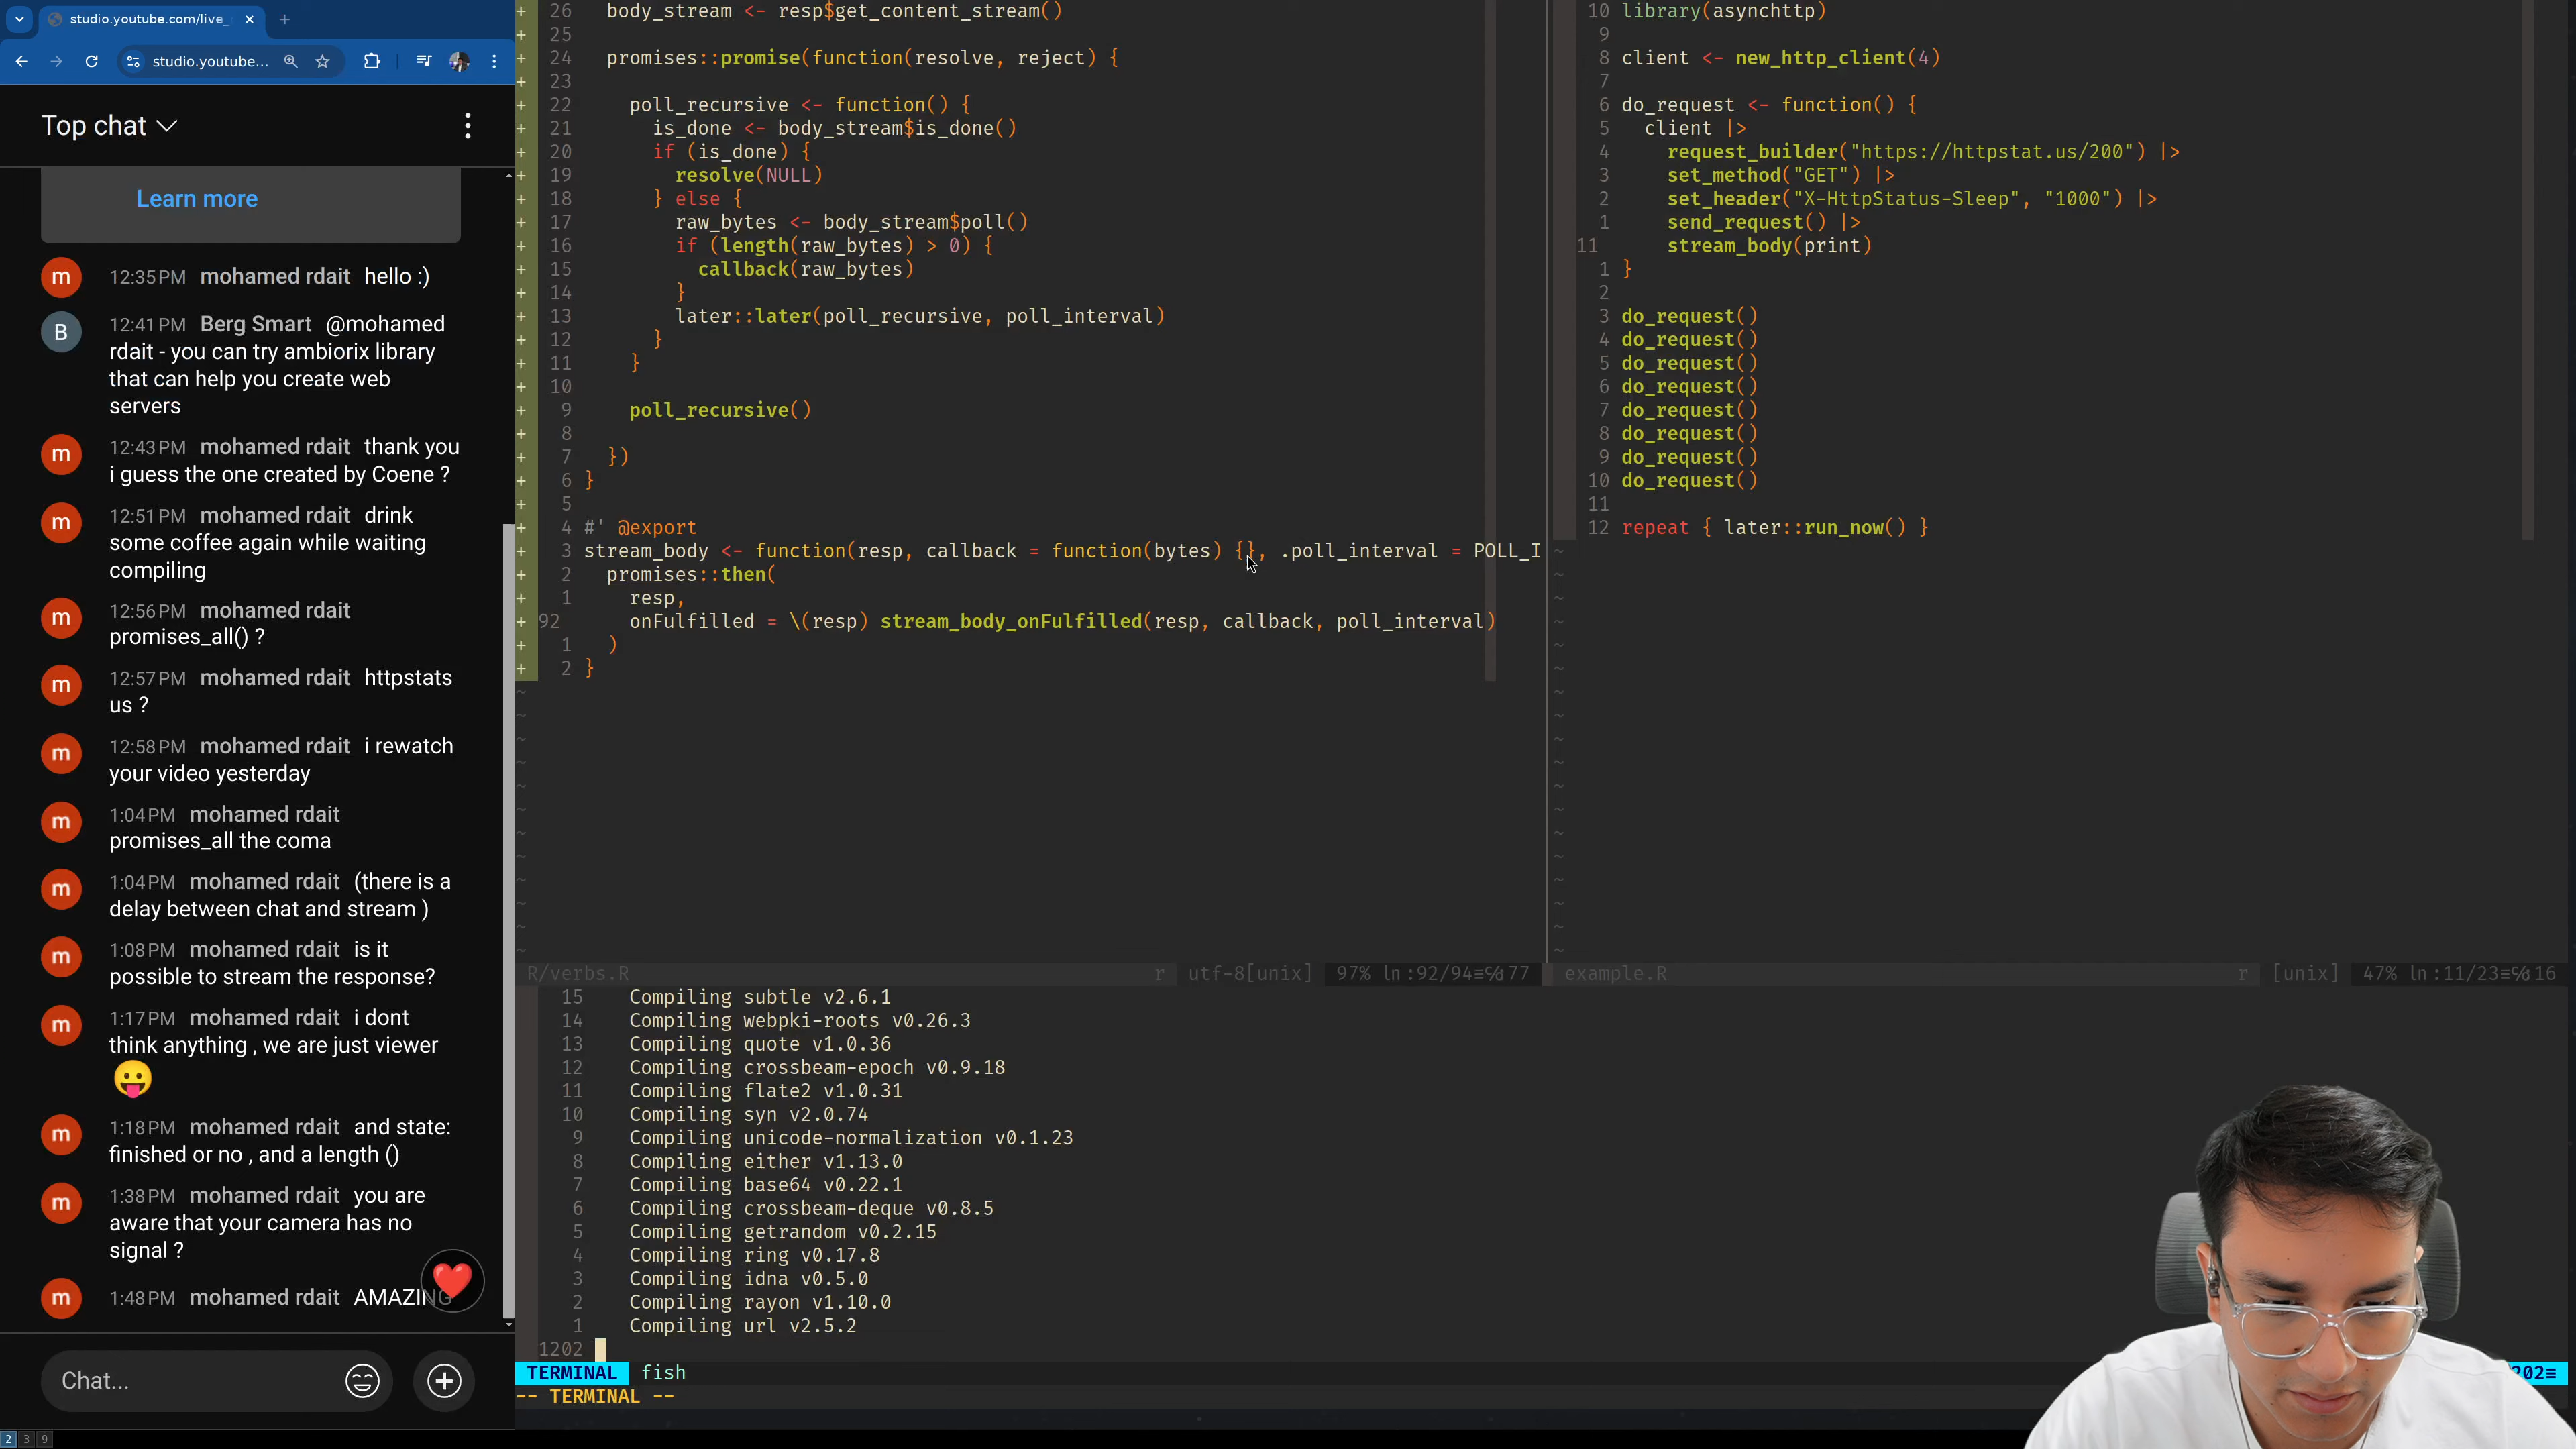 studio.youtube.com/live_
studio.youtube...
Top chat
Learn more
m 12:35 PM mohamed rdait hello :)
B 12:41 PM Berg Smart @mohamed
rdait - you can try ambiorix library
that can help you create web
servers
m 12:43 PM mohamed rdait thank you
i guess the one created by Coene ?
m 12:51 PM mohamed rdait drink
some coffee again while waiting
compiling
m 12:56 PM mohamed rdait
promises_all() ?
m 12:57 PM mohamed rdait httpstats
us ?
m 12:58 PM mohamed rdait i rewatch
your video yesterday
m 1:04 PM mohamed rdait
promises_all the coma
m 1:04 PM mohamed rdait (there is a
delay between chat and stream )
m 1:08 PM mohamed rdait is it
possible to stream the response?
m 1:17 PM mohamed rdait i dont
think anything , we are just viewer
😛
m 1:18 PM mohamed rdait and state:
finished or no , and a length ()
m 1:38 PM mohamed rdait you are
aware that your camera has no
signal ?
m 1:48 PM mohamed rdait AMAZING
Chat...
2 3 9
+ 26 body_stream <- resp$get_content_stream()
+ 25
+ 24 promises::promise(function(resolve, reject) {
+ 23
+ 22 poll_recursive <- function() {
+ 21 is_done <- body_stream$is_done()
+ 20 if (is_done) {
+ 19 resolve(NULL)
+ 18 } else {
+ 17 raw_bytes <- body_stream$poll()
+ 16 if (length(raw_bytes) > 0) {
+ 15 callback(raw_bytes)
+ 14 }
+ 13 later::later(poll_recursive, poll_interval)
+ 12 }
+ 11 }
+ 10
+ 9 poll_recursive()
+ 8
+ 7 })
+ 6 }
+ 5
+ 4 #' @export
+ 3 stream_body <- function(resp, callback = function(bytes) {}, .poll_interval = POLL_I
+ 2 promises::then(
+ 1 resp,
+ 92 onFulfilled = \(resp) stream_body_onFulfilled(resp, callback, poll_interval)
+ 1 )
+ 2 }
R/verbs.R r utf-8[unix] 97% ln:92/94≡℅:77
10 library(asynchttp)
9
8 client <- new_http_client(4)
7
6 do_request <- function() {
5 client |>
4 request_builder("https://httpstat.us/200") |>
3 set_method("GET") |>
2 set_header("X-HttpStatus-Sleep", "1000") |>
1 send_request() |>
11 stream_body(print)
1 }
2
3 do_request()
4 do_request()
5 do_request()
6 do_request()
7 do_request()
8 do_request()
9 do_request()
10 do_request()
11
12 repeat { later::run_now() }
example.R r [unix] 47% ln:11/23≡℅:16
15 Compiling subtle v2.6.1
14 Compiling webpki-roots v0.26.3
13 Compiling quote v1.0.36
12 Compiling crossbeam-epoch v0.9.18
11 Compiling flate2 v1.0.31
10 Compiling syn v2.0.74
9 Compiling unicode-normalization v0.1.23
8 Compiling either v1.13.0
7 Compiling base64 v0.22.1
6 Compiling crossbeam-deque v0.8.5
5 Compiling getrandom v0.2.15
4 Compiling ring v0.17.8
3 Compiling idna v0.5.0
2 Compiling rayon v1.10.0
1 Compiling url v2.5.2
1202
TERMINAL fish 202≡
-- TERMINAL --